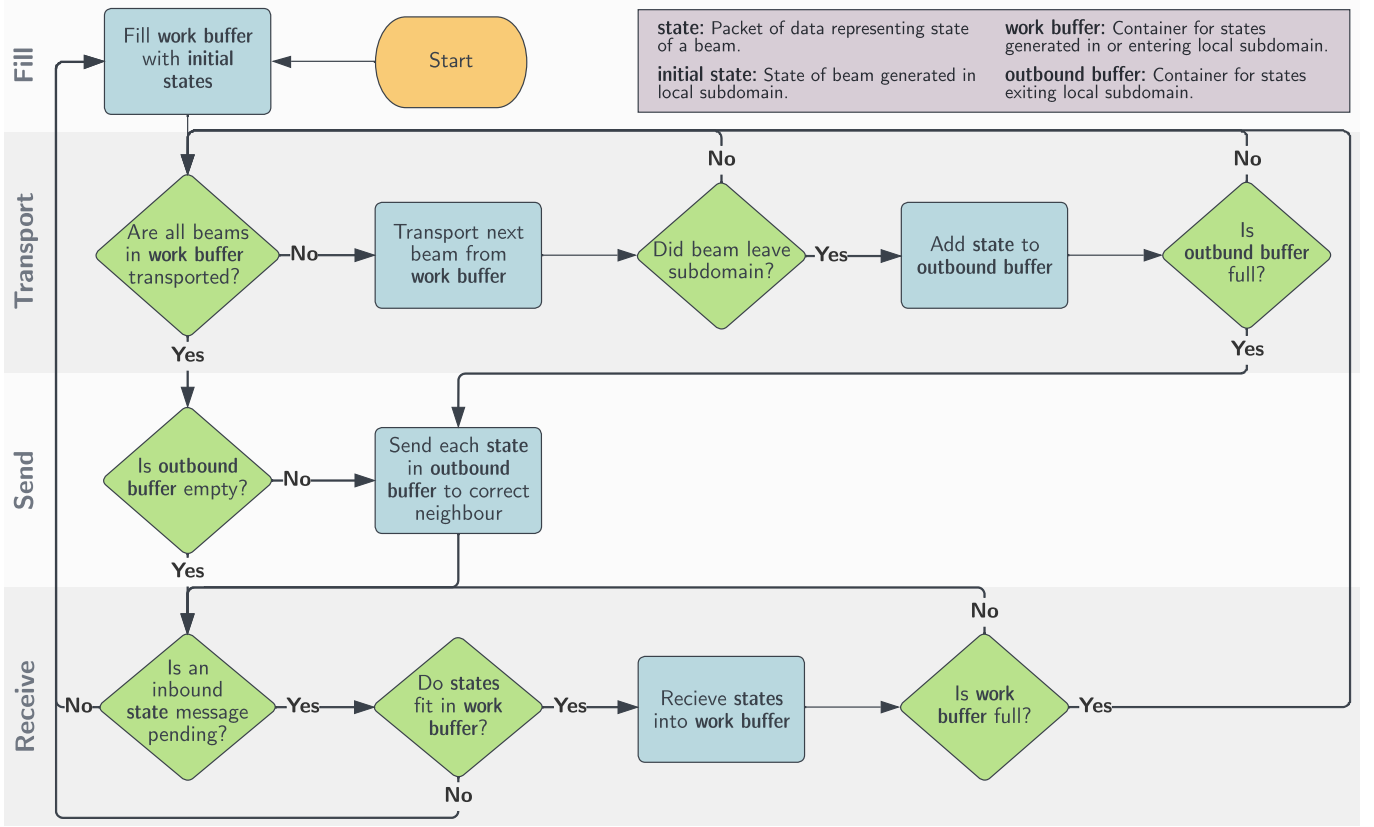 Fill
Fill work buffer
with initial
states
Start
state: Packet of data representing state
of a beam.
initial state: State of beam generated in
local subdomain.
work buffer: Container for states
generated in or entering local subdomain.
outbound buffer: Container for states
exiting local subdomain.
Transport
Are all beams
in work buffer
transported?
No
Transport next
beam from
work buffer
No
Did beam leave
subdomain?
Yes
Add state to
outbound buffer
No
Is
outbund buffer
full?
Yes
Yes
Send
Is outbound
buffer empty?
No
Send each state
in outbound
buffer to correct
neighbour
Yes
Receive
No
Is an
inbound
state message
pending?
Yes
Do states
fit in work
buffer?
Yes
No
Recieve states
into work buffer
No
Is work
buffer full?
Yes